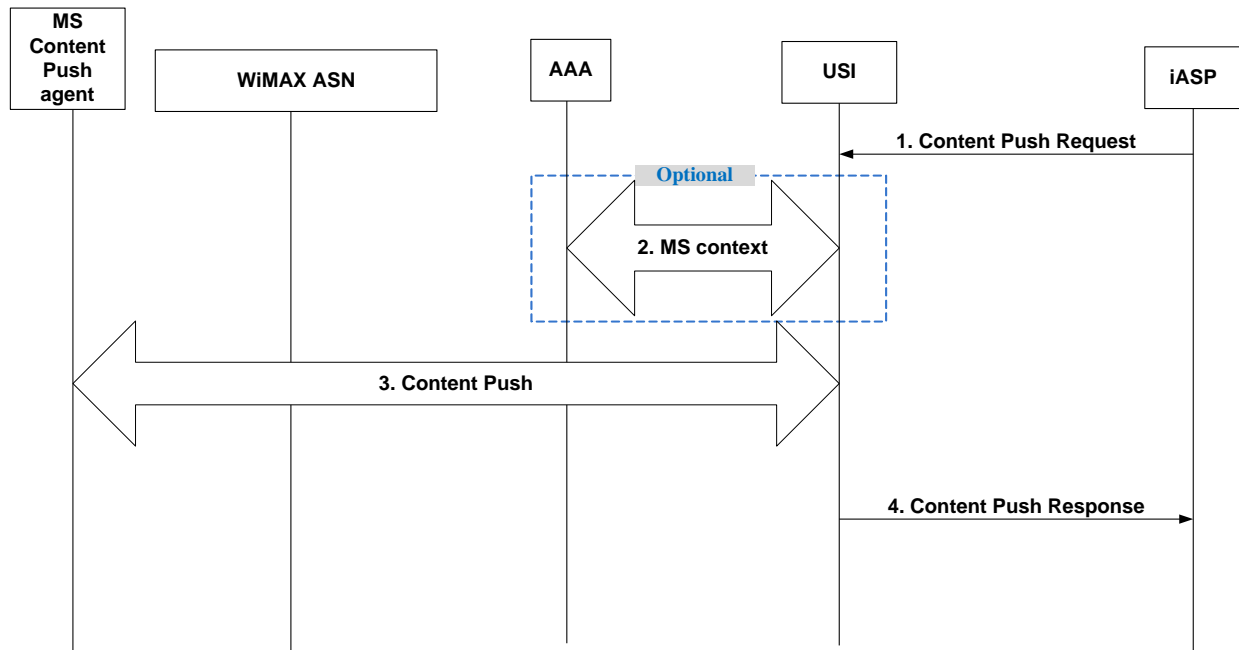 MS
Content
Push
agent
WiMAX ASN
AAA
USI
iASP
1. Content Push Request
Optional
2. MS context
3. Content Push
4. Content Push Response